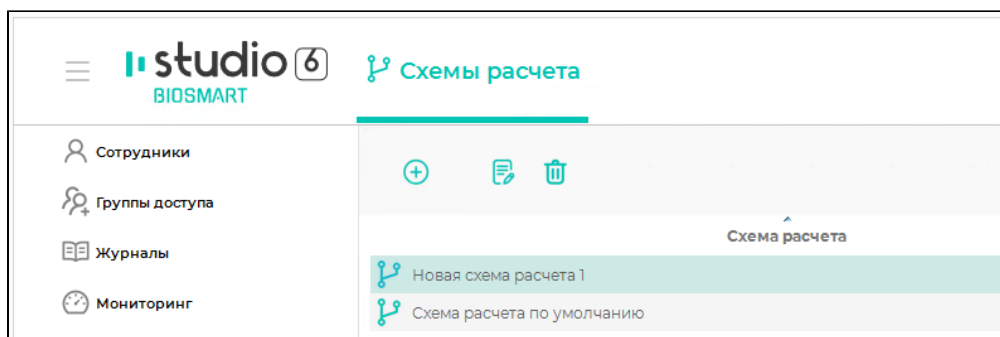 studio 6
BIOSMART
Схемы расчета
Сотрудники
Группы доступа
Журналы
Мониторинг
Схема расчета
Новая схема расчета 1
Схема расчета по умолчанию